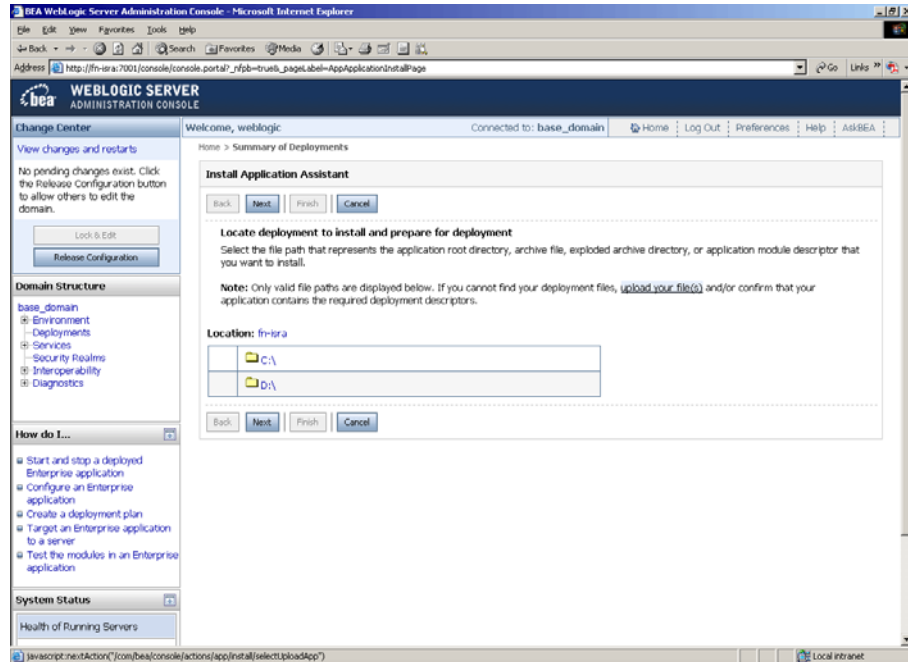 BEA WebLogic Server Administration Console - Microsoft Internet Explorer
File Edit View Favorites Tools Help
Back Search Favorites Media
Address http://fn-isra:7001/console/console.portal?_nfpb=true&_pageLabel=AppApplicationInstallPage Go Links
bea WEBLOGIC SERVER
ADMINISTRATION CONSOLE
Change Center
View changes and restarts
No pending changes exist. Click
the Release Configuration button
to allow others to edit the
domain.
Lock & Edit
Release Configuration
Domain Structure
base_domain
Environment
Deployments
Services
Security Realms
Interoperability
Diagnostics
How do I...
Start and stop a deployed
Enterprise application
Configure an Enterprise
application
Create a deployment plan
Target an Enterprise application
to a server
Test the modules in an Enterprise
application
System Status
Health of Running Servers
Welcome, weblogic Connected to: base_domain Home Log Out Preferences Help AskBEA
Home > Summary of Deployments
Install Application Assistant
Back Next Finish Cancel
Locate deployment to install and prepare for deployment
Select the file path that represents the application root directory, archive file, exploded archive directory, or application module descriptor that
you want to install.
Note: Only valid file paths are displayed below. If you cannot find your deployment files, upload your file(s) and/or confirm that your
application contains the required deployment descriptors.
Location: fn-isra
C:\
D:\
Back Next Finish Cancel
javascript:nextAction("/com/bea/console/actions/app/install/selectUploadApp") Local intranet